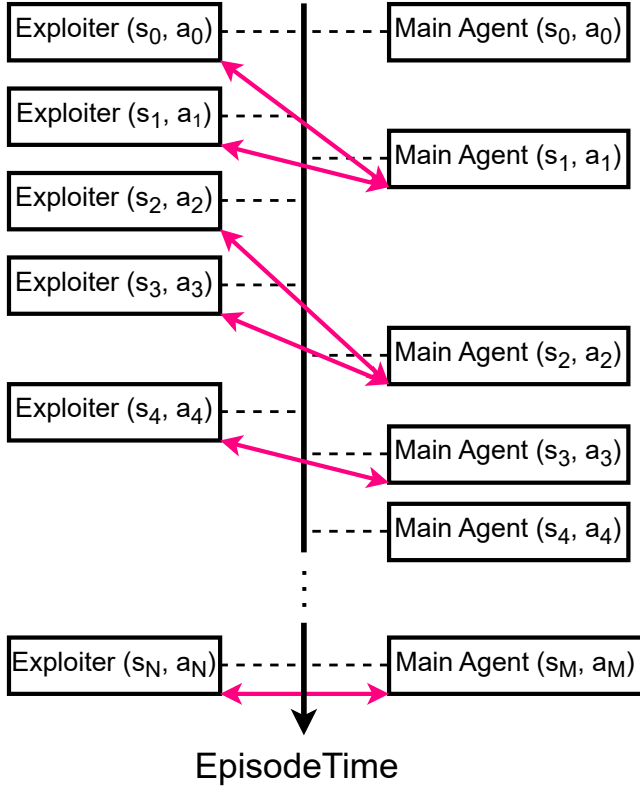 Exploiter (s0, a0)
Main Agent (s0, a0)
Exploiter (s1, a1)
Main Agent (s1, a1)
Exploiter (s2, a2)
Exploiter (s3, a3)
Main Agent (s2, a2)
Exploiter (s4, a4)
Main Agent (s3, a3)
Main Agent (s4, a4)
Exploiter (sN, aN)
Main Agent (sM, aM)
EpisodeTime